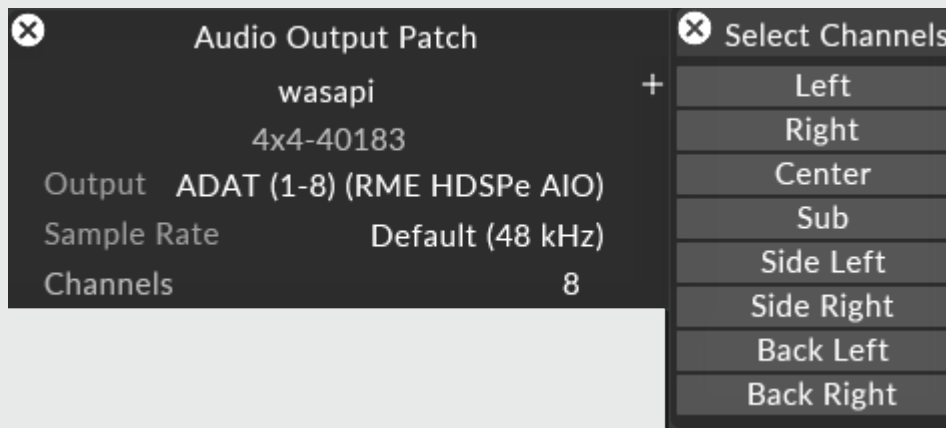 Audio Output Patch
wasapi +
4x4-40183
Output ADAT (1-8) (RME HDSPe AIO)
Sample Rate Default (48 kHz)
Channels 8
Select Channels
Left
Right
Center
Sub
Side Left
Side Right
Back Left
Back Right